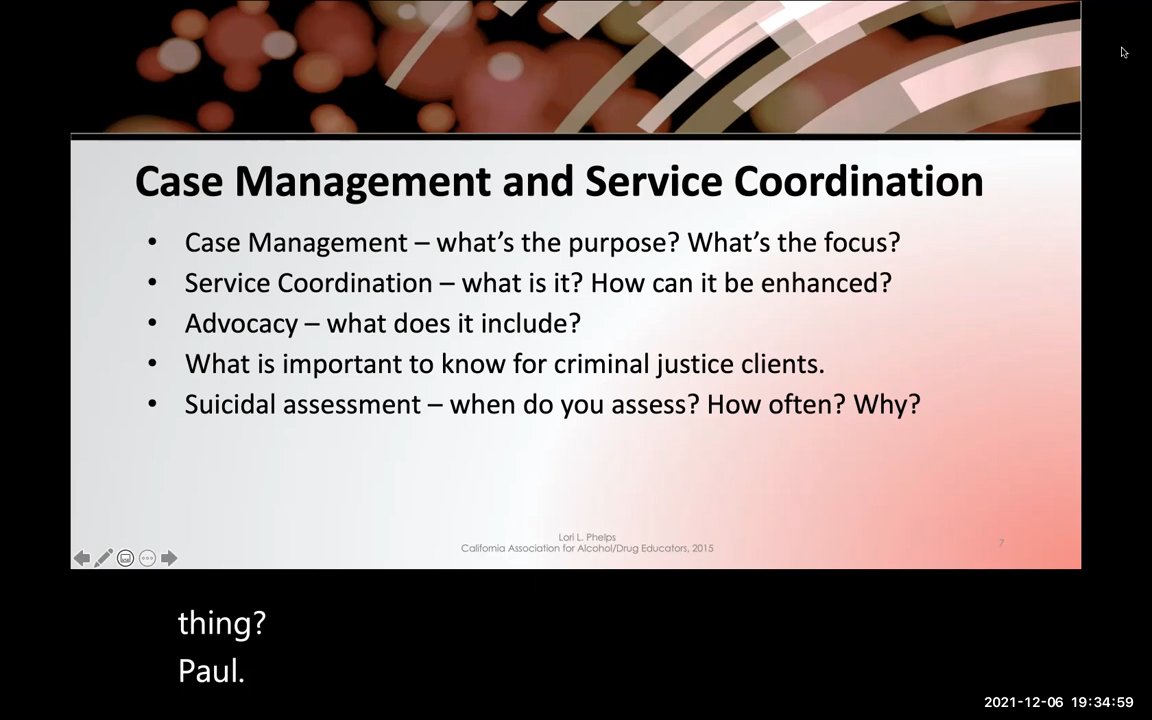 Case Management and Service Coordination
• Case Management – what's the purpose? What's the focus?
• Service Coordination – what is it? How can it be enhanced?
• Advocacy – what does it include?
• What is important to know for criminal justice clients.
• Suicidal assessment – when do you assess? How often? Why?
Lori L. Phelps
California Association for Alcohol/Drug Educators, 2015
7
thing?
Paul.
2021-12-06 19:34:59